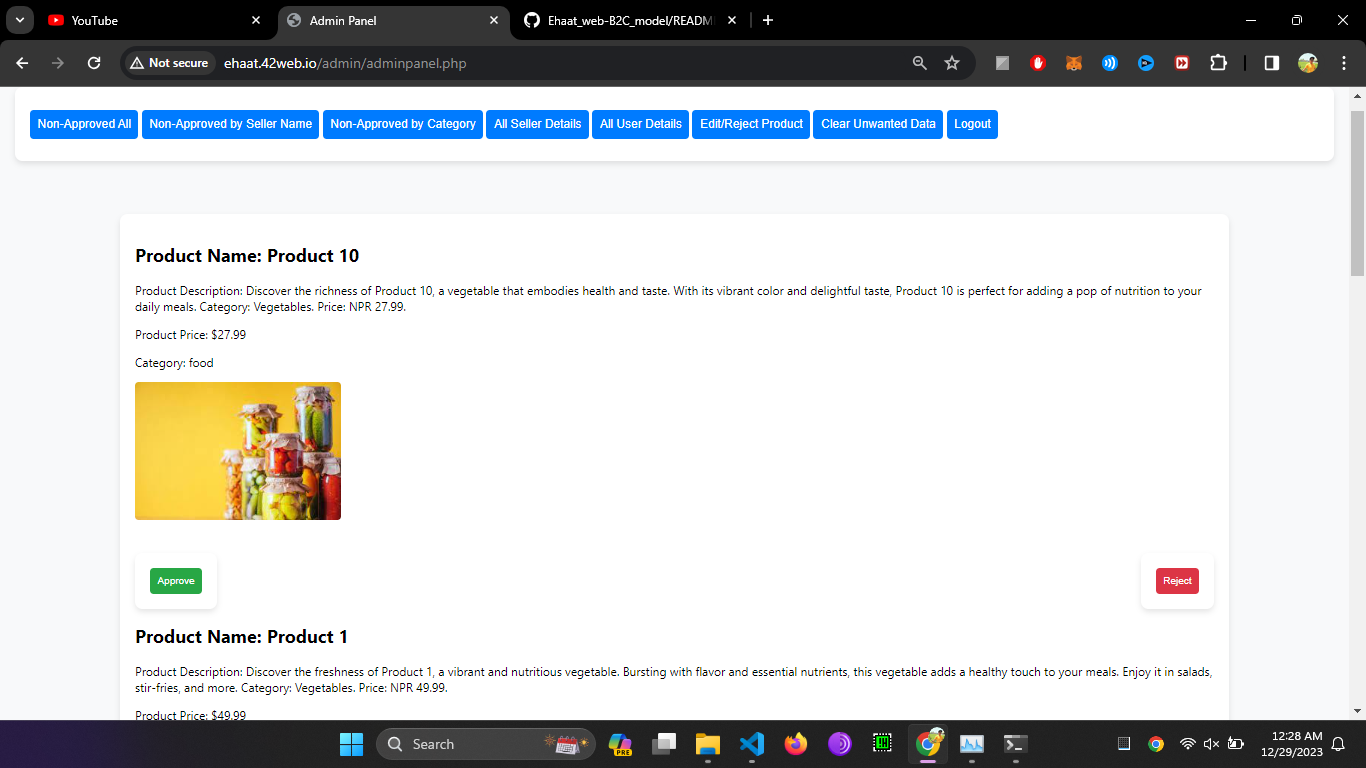 YouTube
Admin Panel
Ehaat_web-B2C_model/READM
Not secure
ehaat.42web.io/admin/adminpanel.php
Non-Approved All
Non-Approved by Seller Name
Non-Approved by Category
All Seller Details
All User Details
Edit/Reject Product
Clear Unwanted Data
Logout
Product Name: Product 10
Product Description: Discover the richness of Product 10, a vegetable that embodies health and taste. With its vibrant color and delightful taste, Product 10 is perfect for adding a pop of nutrition to your
daily meals. Category: Vegetables. Price: NPR 27.99.
Product Price: $27.99
Category: food
Approve
Reject
Product Name: Product 1
Product Description: Discover the freshness of Product 1, a vibrant and nutritious vegetable. Bursting with flavor and essential nutrients, this vegetable adds a healthy touch to your meals. Enjoy it in salads,
stir-fries, and more. Category: Vegetables. Price: NPR 49.99.
Product Price: $49.99
Search
PRE
12:28 AM
12/29/2023